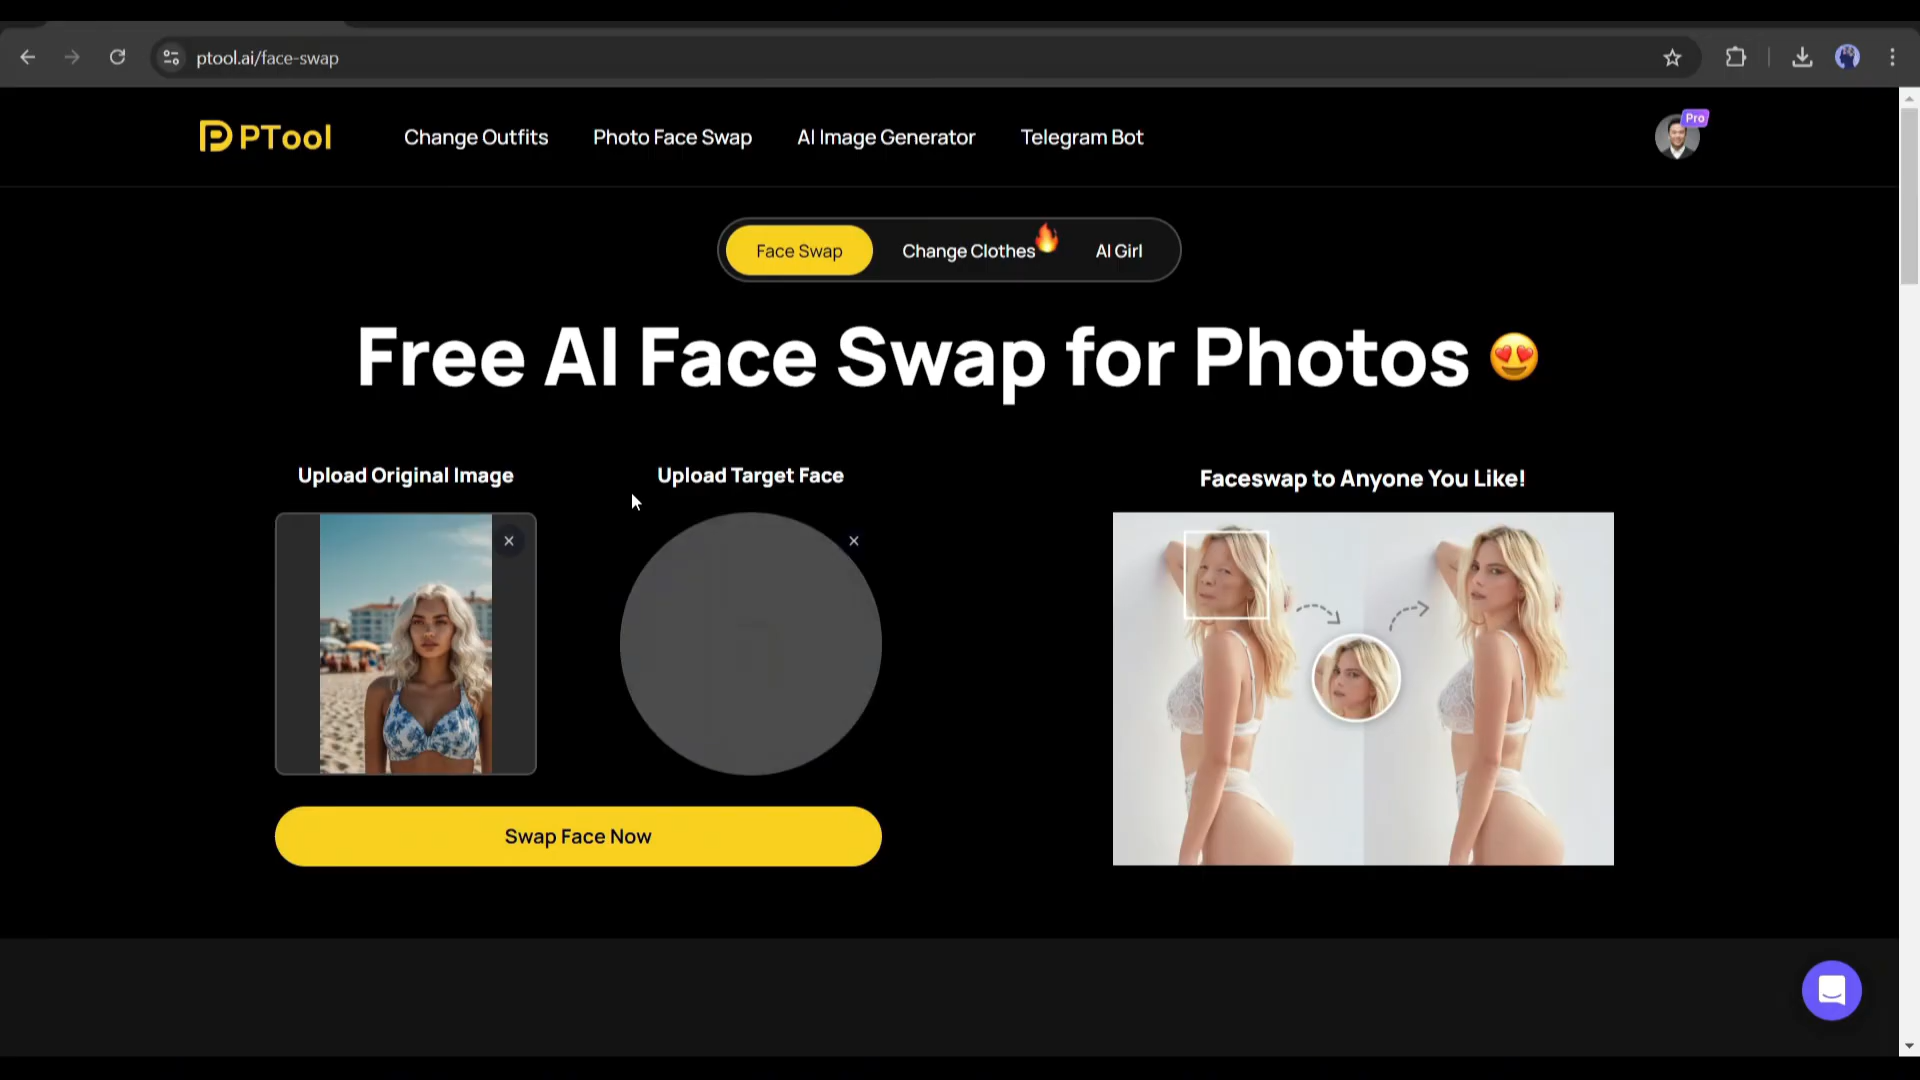 ptool.ai/face-swap
PTool
Change Outfits
Photo Face Swap
AI Image Generator
Telegram Bot
Pro
Face Swap
Change Clothes
AI Girl
Free AI Face Swap for Photos
Upload Original Image
Upload Target Face
Faceswap to Anyone You Like!
Swap Face Now